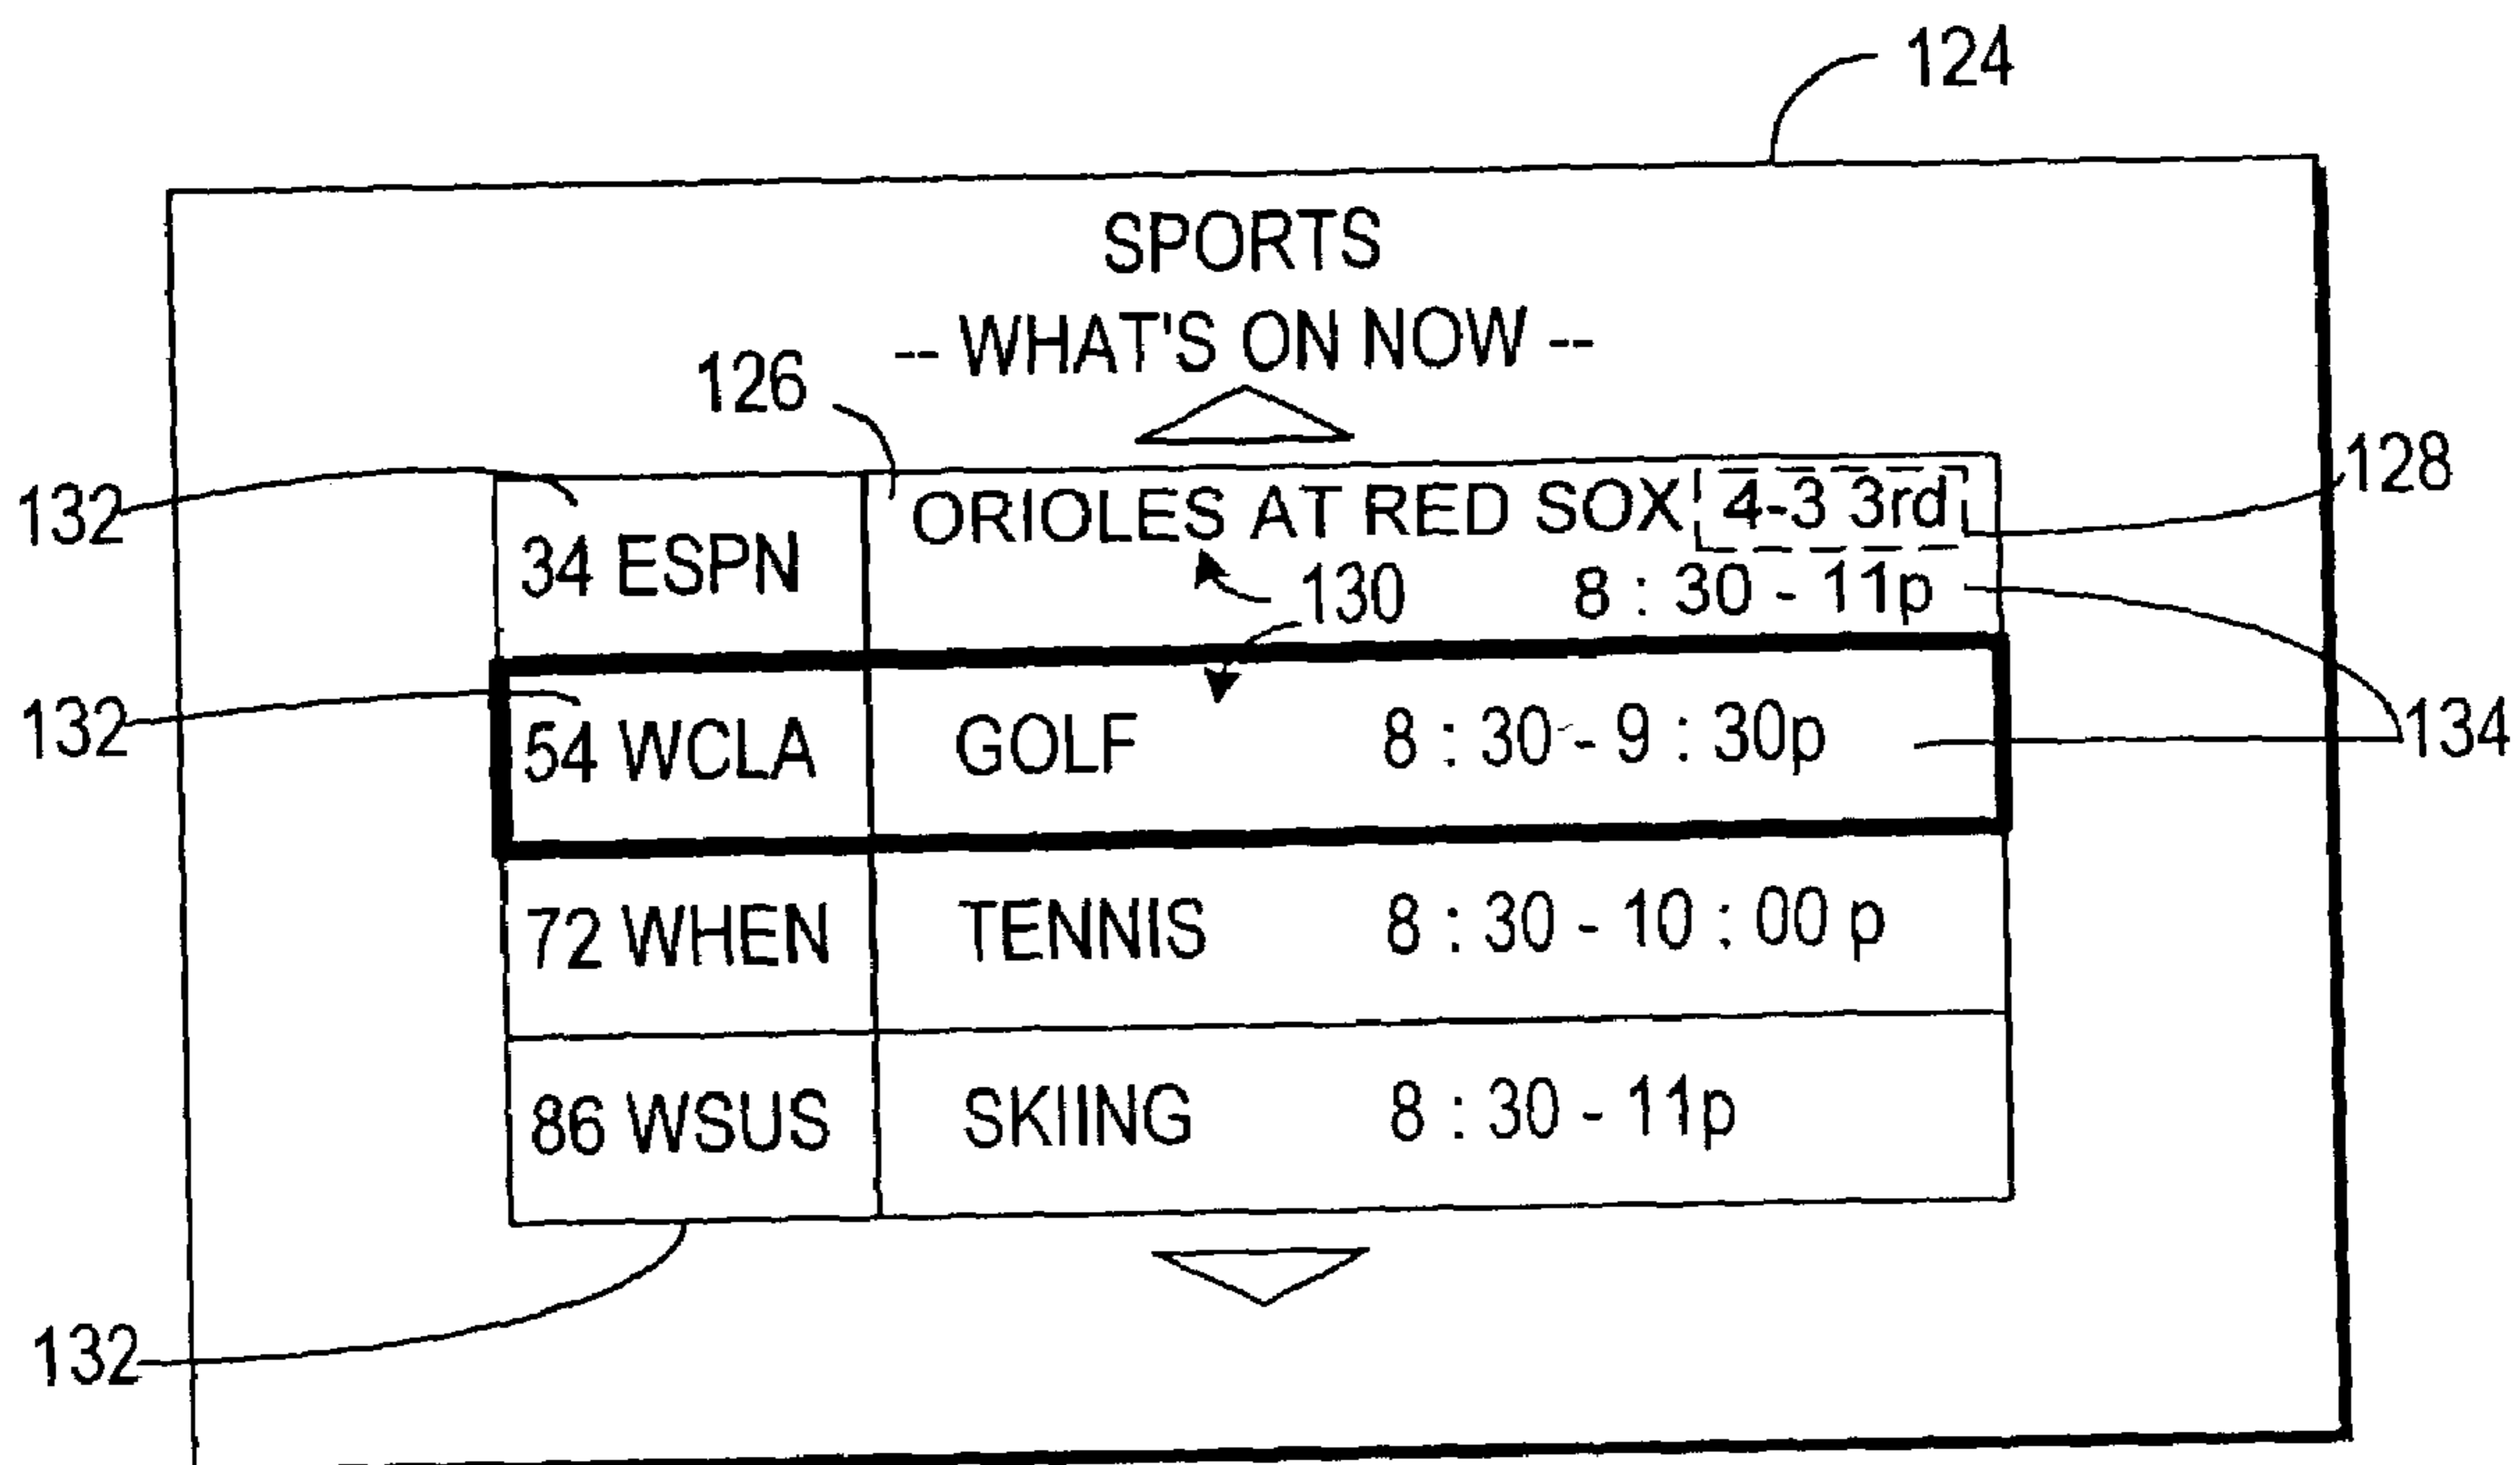 124
SPORTS
-- WHAT'S ON NOW --
126
128
132
ORIOLES AT RED SOX 4-3 3rd
34 ESPN
130
8 : 30 - 11p
132
54 WCLA GOLF 8 : 30 - 9 : 30p
134
72 WHEN TENNIS 8 : 30 - 10 : 00 p
86 WSUS SKIING 8 : 30 - 11p
132